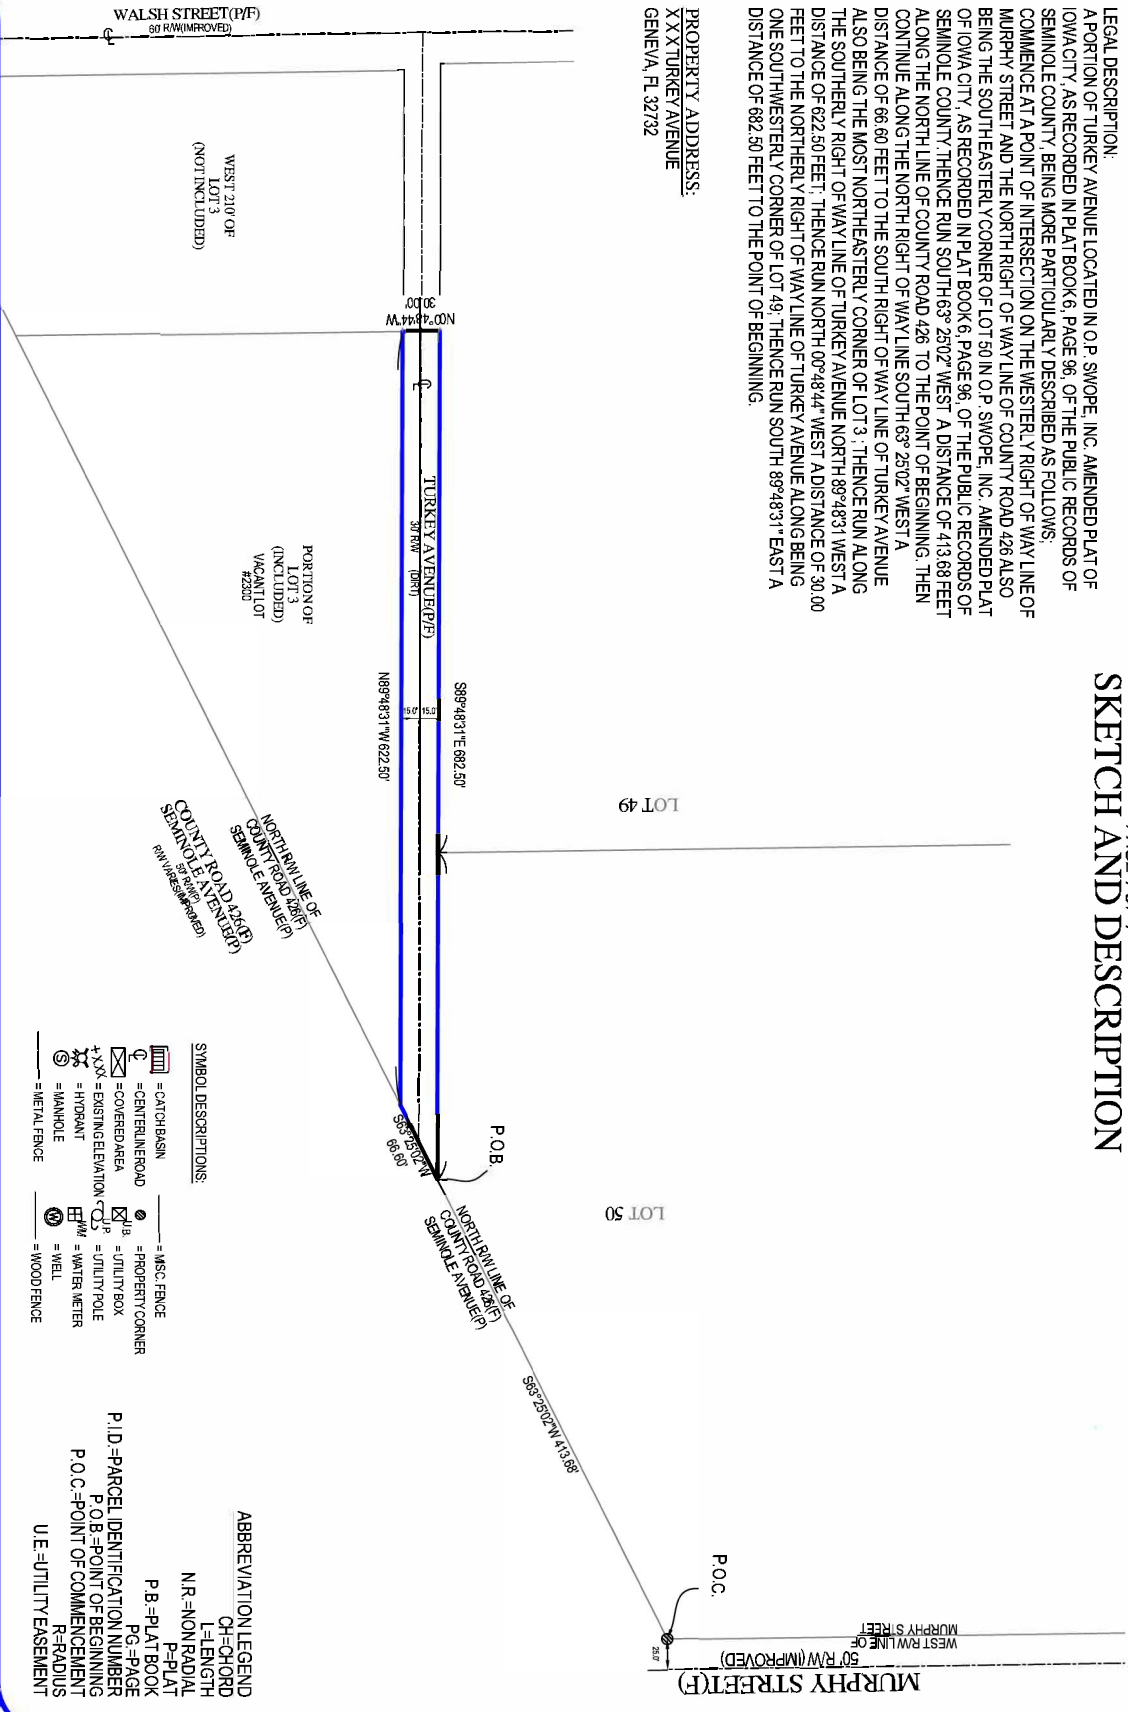 SKETCH AND DESCRIPTION
LEGAL DESCRIPTION:
A PORTION OF TURKEY AVENUE LOCATED IN O.P. SWOPE, INC. AMENDED PLAT OF
IOWA CITY, AS RECORDED IN PLAT BOOK 6, PAGE 96, OF THE PUBLIC RECORDS OF
SEMINOLE COUNTY, BEING MORE PARTICULARLY DESCRIBED AS FOLLOWS;
COMMENCE AT A POINT OF INTERSECTION ON THE WESTERLY RIGHT OF WAY LINE OF
MURPHY STREET AND THE NORTH RIGHT OF WAY LINE OF COUNTY ROAD 426 ALSO
BEING THE SOUTHEASTERLY CORNER OF LOT 50 IN O.P. SWOPE, INC. AMENDED PLAT
OF IOWA CITY, AS RECORDED IN PLAT BOOK 6, PAGE 96, OF THE PUBLIC RECORDS OF
SEMINOLE COUNTY. THENCE RUN SOUTH 63° 25'02" WEST A DISTANCE OF 413.68 FEET
ALONG THE NORTH LINE OF COUNTY ROAD 426 TO THE POINT OF BEGINNING. THEN
CONTINUE ALONG THE NORTH RIGHT OF WAY LINE SOUTH 63° 25'02" WEST A
DISTANCE OF 66.60 FEET TO THE SOUTH RIGHT OF WAY LINE OF TURKEY AVENUE
ALSO BEING THE MOST NORTHEASTERLY CORNER OF LOT 3 ; THENCE RUN ALONG
THE SOUTHERLY RIGHT OF WAY LINE OF TURKEY AVENUE NORTH 89°48'31 WEST A
DISTANCE OF 622.50 FEET; THENCE RUN NORTH 00°48'44" WEST A DISTANCE OF 30.00
FEET TO THE NORTHERLY RIGHT OF WAY LINE OF TURKEY AVENUE ALONG BEING
ONE SOUTHWESTERLY CORNER OF LOT 49; THENCE RUN SOUTH 89°48'31" EAST A
DISTANCE OF 682.50 FEET TO THE POINT OF BEGINNING.
PROPERTY ADDRESS:
XXX TURKEY AVENUE
GENEVA, FL 32732
WALSH STREET(P/F)
60' R/W(IMPROVED)
WEST 210' OF
LOT 3
(NOT INCLUDED)
N00°48'44"W
30.00'
TURKEY AVENUE(P/F)
30' R/W (DIRT)
PORTION OF
LOT 3
(INCLUDED)
VACANT LOT
#2300
S89°48'31"E 682.50'
15.0' 15.0'
N89°48'31"W 622.50'
LOT 49
LOT 50
NORTH R/W LINE OF
COUNTY ROAD 426(F)
SEMINOLE AVENUE(P)
COUNTY ROAD 426(F)
SEMINOLE AVENUE(P)
50' R/W(P)
R/W VARIES(IMPROVED)
P.O.B.
S63°25'02"W
66.60'
NORTH R/W LINE OF
COUNTY ROAD 426(F)
SEMINOLE AVENUE(P)
S63°25'02"W 413.68'
P.O.C.
25.0'
WEST R/W LINE OF
MURPHY STREET
50' R/W (IMPROVED)
MURPHY STREET(F)
SYMBOL DESCRIPTIONS:
= CATCH BASIN
= CENTERLINE ROAD
= COVERED AREA
+X.XX = EXISTING ELEVATION
= HYDRANT
S = MANHOLE
= METAL FENCE
= MISC. FENCE
= PROPERTY CORNER
U.B. = UTILITY BOX
U.P. = UTILITY POLE
WM = WATER METER
W = WELL
= WOOD FENCE
ABBREVIATION LEGEND
CH=CHORD
L=LENGTH
N.R.=NON RADIAL
P=PLAT
P.B.=PLAT BOOK
PG.=PAGE
P.I.D.=PARCEL IDENTIFICATION NUMBER
P.O.B.=POINT OF BEGINNING
P.O.C.=POINT OF COMMENCEMENT
R=RADIUS
U.E.=UTILITY EASEMENT